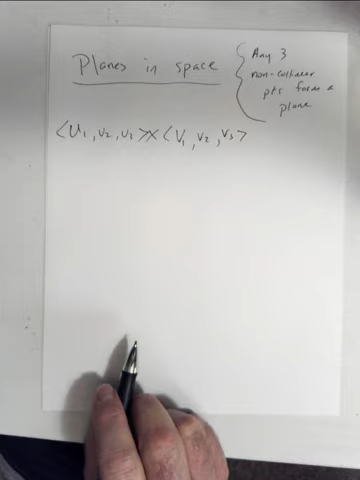 Planes in space
Any 3
non-collinear
pts form a
plane
<U₁, U₂, U₃> × <V₁, V₂, V₃>